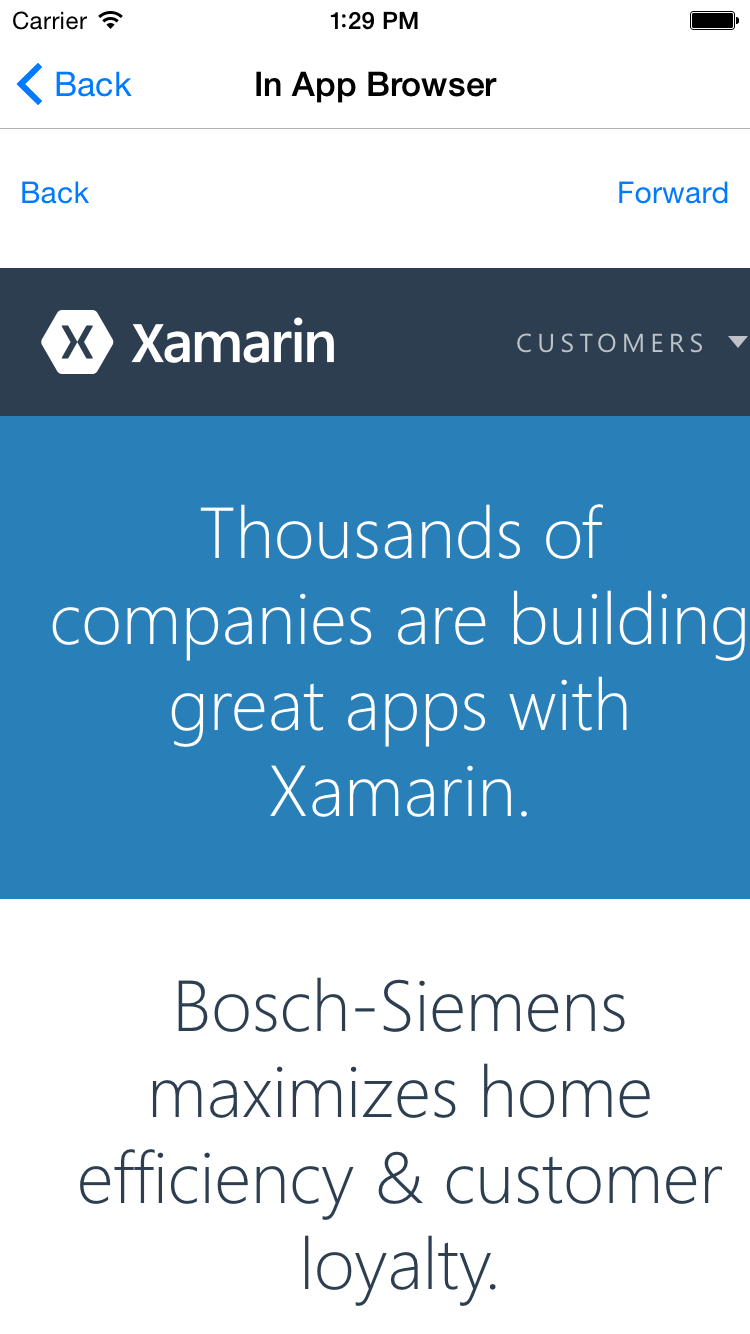 Carrier 1:29 PM
Back In App Browser
Back Forward
Xamarin CUSTOMERS
Thousands of
companies are building
great apps with
Xamarin.
Bosch-Siemens
maximizes home
efficiency & customer
loyalty.